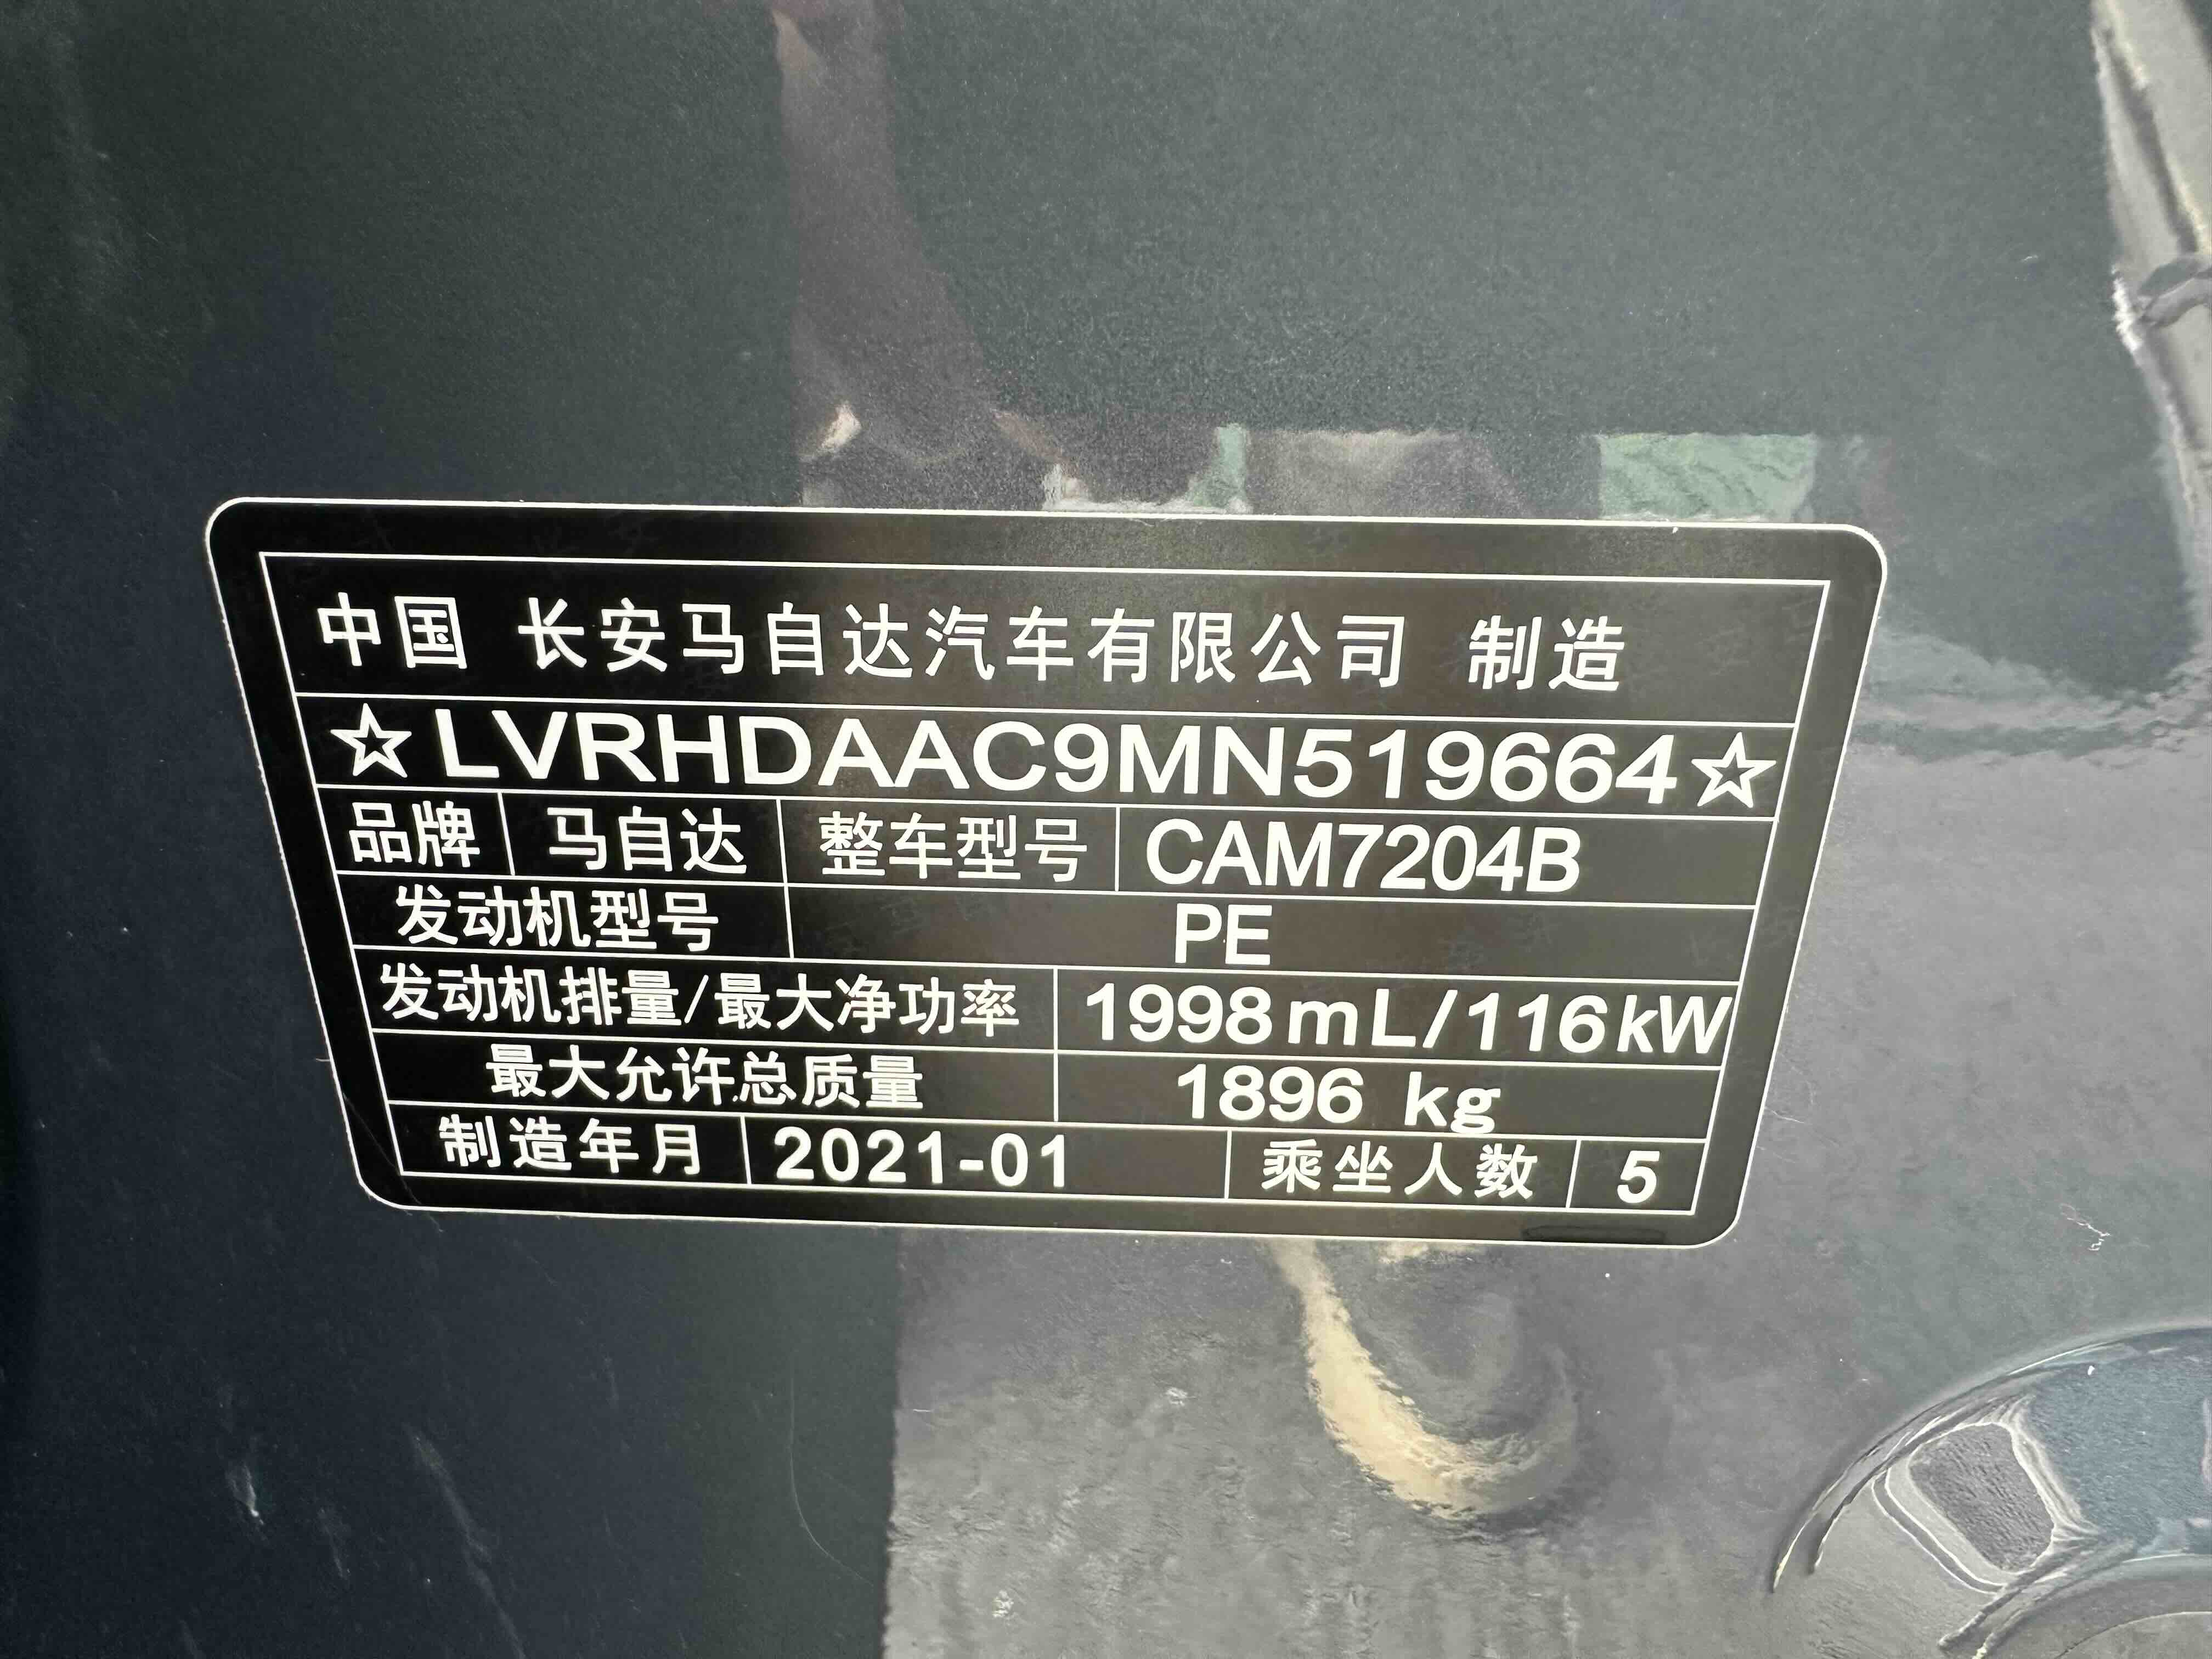 中国 长安马自达汽车有限公司 制造
☆LVRHDAAC9MN519664☆
品牌 马自达 整车型号 CAM7204B
发动机型号 PE
发动机排量/最大净功率 1998mL/116kW
最大允许总质量 1896 kg
制造年月 2021-01 乘坐人数 5